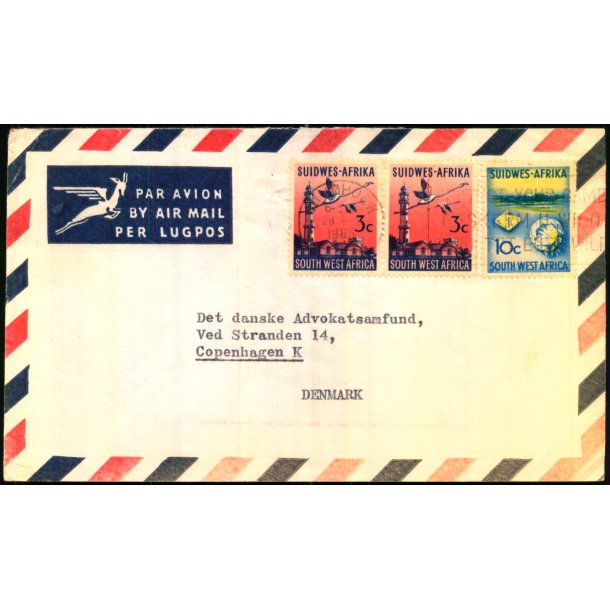 PAR AVION
BY AIR MAIL
PER LUGPOS
SUIDWES-AFRIKA
3c
SOUTH WEST AFRICA
SUIDWES-AFRIKA
3c
SOUTH WEST AFRICA
SUIDWES-AFRIKA
10c
SOUTH WEST AFRICA
Det danske Advokatsamfund,
Ved Stranden 14,
Copenhagen K
DENMARK